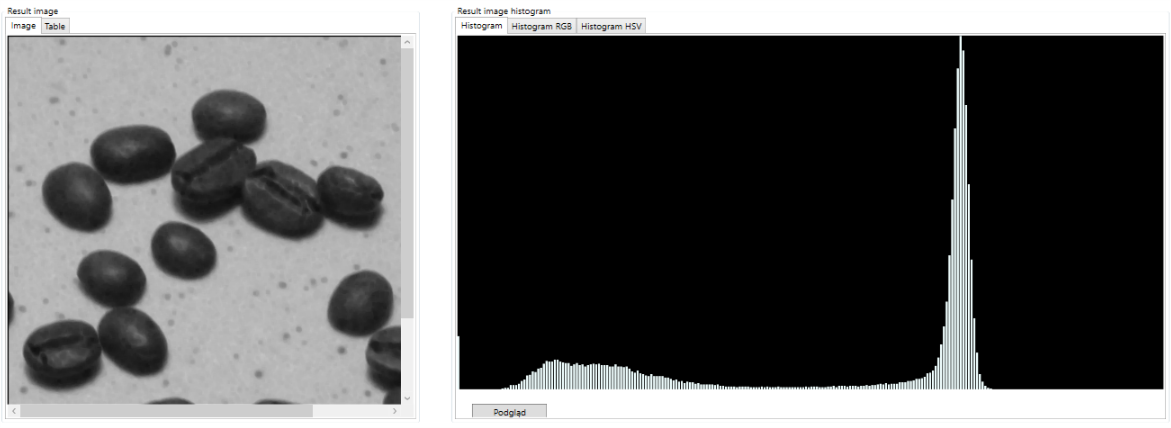 Result image
Image Table
Result image histogram
Histogram Histogram RGB Histogram HSV
Podgląd